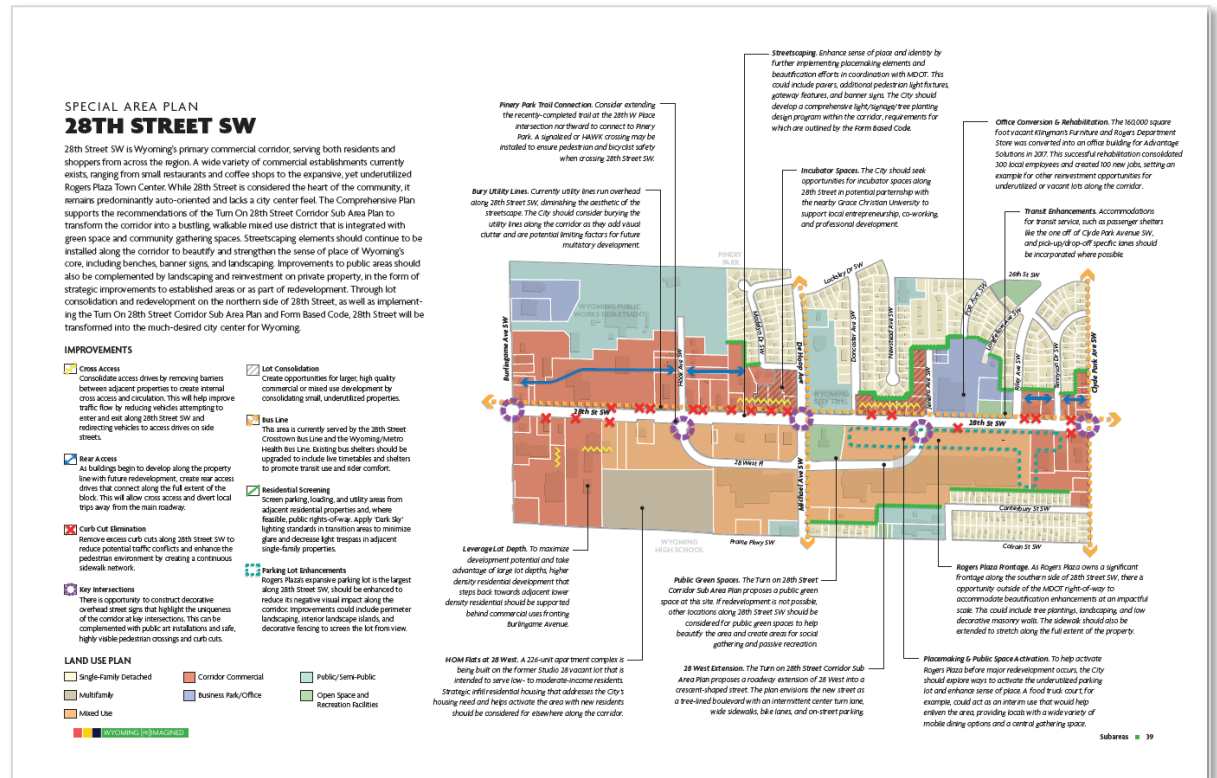 SPECIAL AREA PLAN
28TH STREET SW
28th Street SW is Wyoming's primary commercial corridor, serving both residents and
shoppers from across the region. A wide variety of commercial establishments currently
exists, ranging from small restaurants and coffee shops to the expansive, yet underutilized
Rogers Plaza Town Center. While 28th Street is considered the heart of the community, it
remains predominantly auto-oriented and lacks a city center feel. The Comprehensive Plan
supports the recommendations of the Turn On 28th Street Corridor Sub Area Plan to
transform the corridor into a bustling, walkable mixed use district that is integrated with
green space and community gathering spaces. Streetscaping elements should continue to be
installed along the corridor to beautify and strengthen the sense of place of Wyoming's
core, including benches, banner signs, and landscaping. Improvements to public areas should
also be complemented by landscaping and reinvestment on private property, in the form of
strategic improvements to established areas or as part of redevelopment. Through lot
consolidation and redevelopment on the northern side of 28th Street, as well as implement-
ing the Turn On 28th Street Corridor Sub Area Plan and Form Based Code, 28th Street will be
transformed into the much-desired city center for Wyoming.
IMPROVEMENTS
Cross Access
Consolidate access drives by removing barriers
between adjacent properties to create internal
cross access and circulation. This will help improve
traffic flow by reducing vehicles attempting to
enter and exit along 28th Street SW and
redirecting vehicles to access drives on side
streets.
Rear Access
As buildings begin to develop along the property
line with future redevelopment, create rear access
drives that connect along the full extent of the
block. This will allow cross access and divert local
trips away from the main roadway.
Curb Cut Elimination
Remove excess curb cuts along 28th Street SW to
reduce potential traffic conflicts and enhance the
pedestrian environment by creating a continuous
sidewalk network.
Key Intersections
There is opportunity to construct decorative
overhead street signs that highlight the uniqueness
of the corridor at key intersections. This can be
complemented with public art installations and safe,
highly visible pedestrian crossings and curb cuts.
Lot Consolidation
Create opportunities for larger, high quality
commercial or mixed use development by
consolidating small, underutilized properties.
Bus Line
This area is currently served by the 28th Street
Crosstown Bus Line and the Wyoming/Metro
Health Bus Line. Existing bus shelters should be
upgraded to include live timetables and shelters
to promote transit use and rider comfort.
Residential Screening
Screen parking, loading, and utility areas from
adjacent residential properties and, where
feasible, public rights-of-way. Apply 'Dark Sky'
lighting standards in transition areas to minimize
glare and decrease light trespass in adjacent
single-family properties.
Parking Lot Enhancements
Rogers Plaza's expansive parking lot is the largest
along 28th Street SW, should be enhanced to
reduce its negative visual impact along the
corridor. Improvements could include perimeter
landscaping, interior landscape islands, and
decorative fencing to screen the lot from view.
LAND USE PLAN
Single-Family Detached
Multifamily
Mixed Use
Corridor Commercial
Business Park/Office
Public/Semi-Public
Open Space and
Recreation Facilities
WYOMING [re]IMAGINED
Pinery Park Trail Connection. Consider extending
the recently-completed trail at the 28th W Place
intersection northward to connect to Pinery
Park. A signalized or HAWK crossing may be
installed to ensure pedestrian and bicyclist safety
when crossing 28th Street SW.
Bury Utility Lines. Currently utility lines run overhead
along 28th Street SW, diminishing the aesthetic of the
streetscape. The City should consider burying the
utility lines along the corridor as they add visual
clutter and are potential limiting factors for future
multistory development.
Streetscaping. Enhance sense of place and identity by
further implementing placemaking elements and
beautification efforts in coordination with MDOT. This
could include pavers, additional pedestrian light fixtures,
gateway features, and banner signs. The City should
develop a comprehensive light/signage/tree planting
design program within the corridor, requirements for
which are outlined by the Form Based Code.
Incubator Spaces. The City should seek
opportunities for incubator spaces along
28th Street in potential partnership with
the nearby Grace Christian University to
support local entrepreneurship, co-working,
and professional development.
Office Conversion & Rehabilitation. The 160,000 square
foot vacant Klingman's Furniture and Rogers Department
Store was converted into an office building for Advantage
Solutions in 2017. This successful rehabilitation consolidated
300 local employees and created 100 new jobs, setting an
example for other reinvestment opportunities for
underutilized or vacant lots along the corridor.
Transit Enhancements. Accommodations
for transit service, such as passenger shelters
like the one off of Clyde Park Avenue SW,
and pick-up/drop-off specific lanes should
be incorporated where possible.
PINERY
PARK
WYOMING PUBLIC
WORKS DEPARTMENT
WYOMING
CITY HALL
WYOMING
HIGH SCHOOL
Burlingame Ave SW
Hook Ave SW
De Hoop Ave
Locksley Dr SW
Doncaster Ave SW
Newstead Ave SW
26th St SW
Clyde Park Ave SW
28th St SW
28th St SW
28 West Pl
Michael Ave SW
Prairie Pkwy SW
Canterbury St SW
Colrain St SW
Leverage Lot Depth. To maximize
development potential and take
advantage of large lot depths, higher
density residential development that
steps back towards adjacent lower
density residential should be supported
behind commercial uses fronting
Burlingame Avenue.
HOM Flats at 28 West. A 226-unit apartment complex is
being built on the former Studio 28 vacant lot that is
intended to serve low- to moderate-income residents.
Strategic infill residential housing that addresses the City's
housing need and helps activate the area with new residents
should be considered for elsewhere along the corridor.
Public Green Spaces. The Turn on 28th Street
Corridor Sub Area Plan proposes a public green
space at this site. If redevelopment is not possible,
other locations along 28th Street SW should be
considered for public green spaces to help
beautify the area and create areas for social
gathering and passive recreation.
28 West Extension. The Turn on 28th Street Corridor Sub
Area Plan proposes a roadway extension of 28 West into a
crescent-shaped street. The plan envisions the new street as
a tree-lined boulevard with an intermittent center turn lane,
wide sidewalks, bike lanes, and on-street parking.
Rogers Plaza Frontage. As Rogers Plaza owns a significant
frontage along the southern side of 28th Street SW, there is
opportunity outside of the MDOT right-of-way to
accommodate beautification enhancements at an impactful
scale. This could include tree plantings, landscaping, and low
decorative masonry walls. The sidewalk should also be
extended to stretch along the full extent of the property.
Placemaking & Public Space Activation. To help activate
Rogers Plaza before major redevelopment occurs, the City
should explore ways to activate the underutilized parking
lot and enhance sense of place. A food truck court, for
example, could act as an interim use that would help
enliven the area, providing locals with a wide variety of
mobile dining options and a central gathering space.
Subareas 39